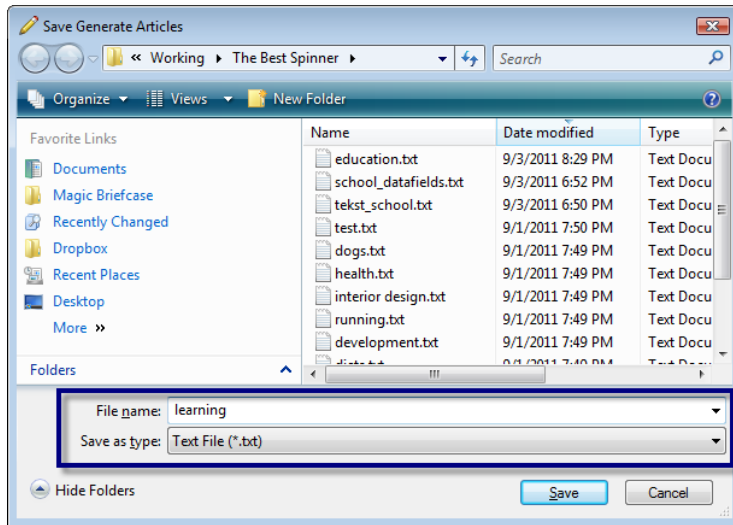 Save Generate Articles
« Working The Best Spinner Search
Organize Views New Folder
Favorite Links
Documents
Magic Briefcase
Recently Changed
Dropbox
Recent Places
Desktop
More »
Folders
Name Date modified Type
education.txt 9/3/2011 8:29 PM Text Docu
school_datafields.txt 9/3/2011 6:52 PM Text Docu
tekst_school.txt 9/3/2011 6:50 PM Text Docu
test.txt 9/1/2011 7:50 PM Text Docu
dogs.txt 9/1/2011 7:49 PM Text Docu
health.txt 9/1/2011 7:49 PM Text Docu
interior design.txt 9/1/2011 7:49 PM Text Docu
running.txt 9/1/2011 7:49 PM Text Docu
development.txt 9/1/2011 7:49 PM Text Docu
File name: learning
Save as type: Text File (*.txt)
Hide Folders Save Cancel